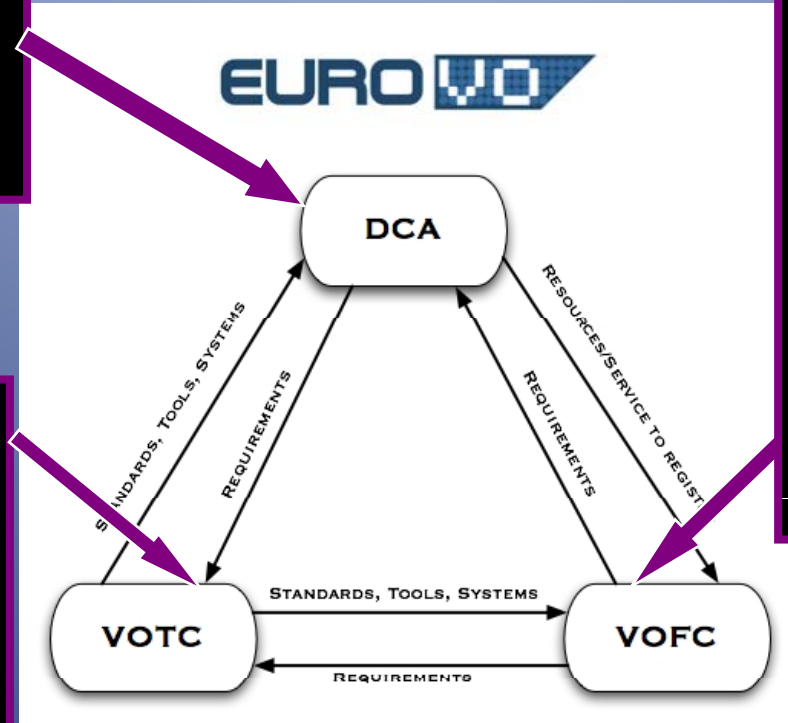 EURO VO
DCA
STANDARDS, TOOLS, SYSTEMS
REQUIREMENTS
REQUIREMENTS
RESOURCES/SERVICE TO
STANDARDS, TOOLS, SYSTEMS
VOTC
VOFC
REQUIREMENTS